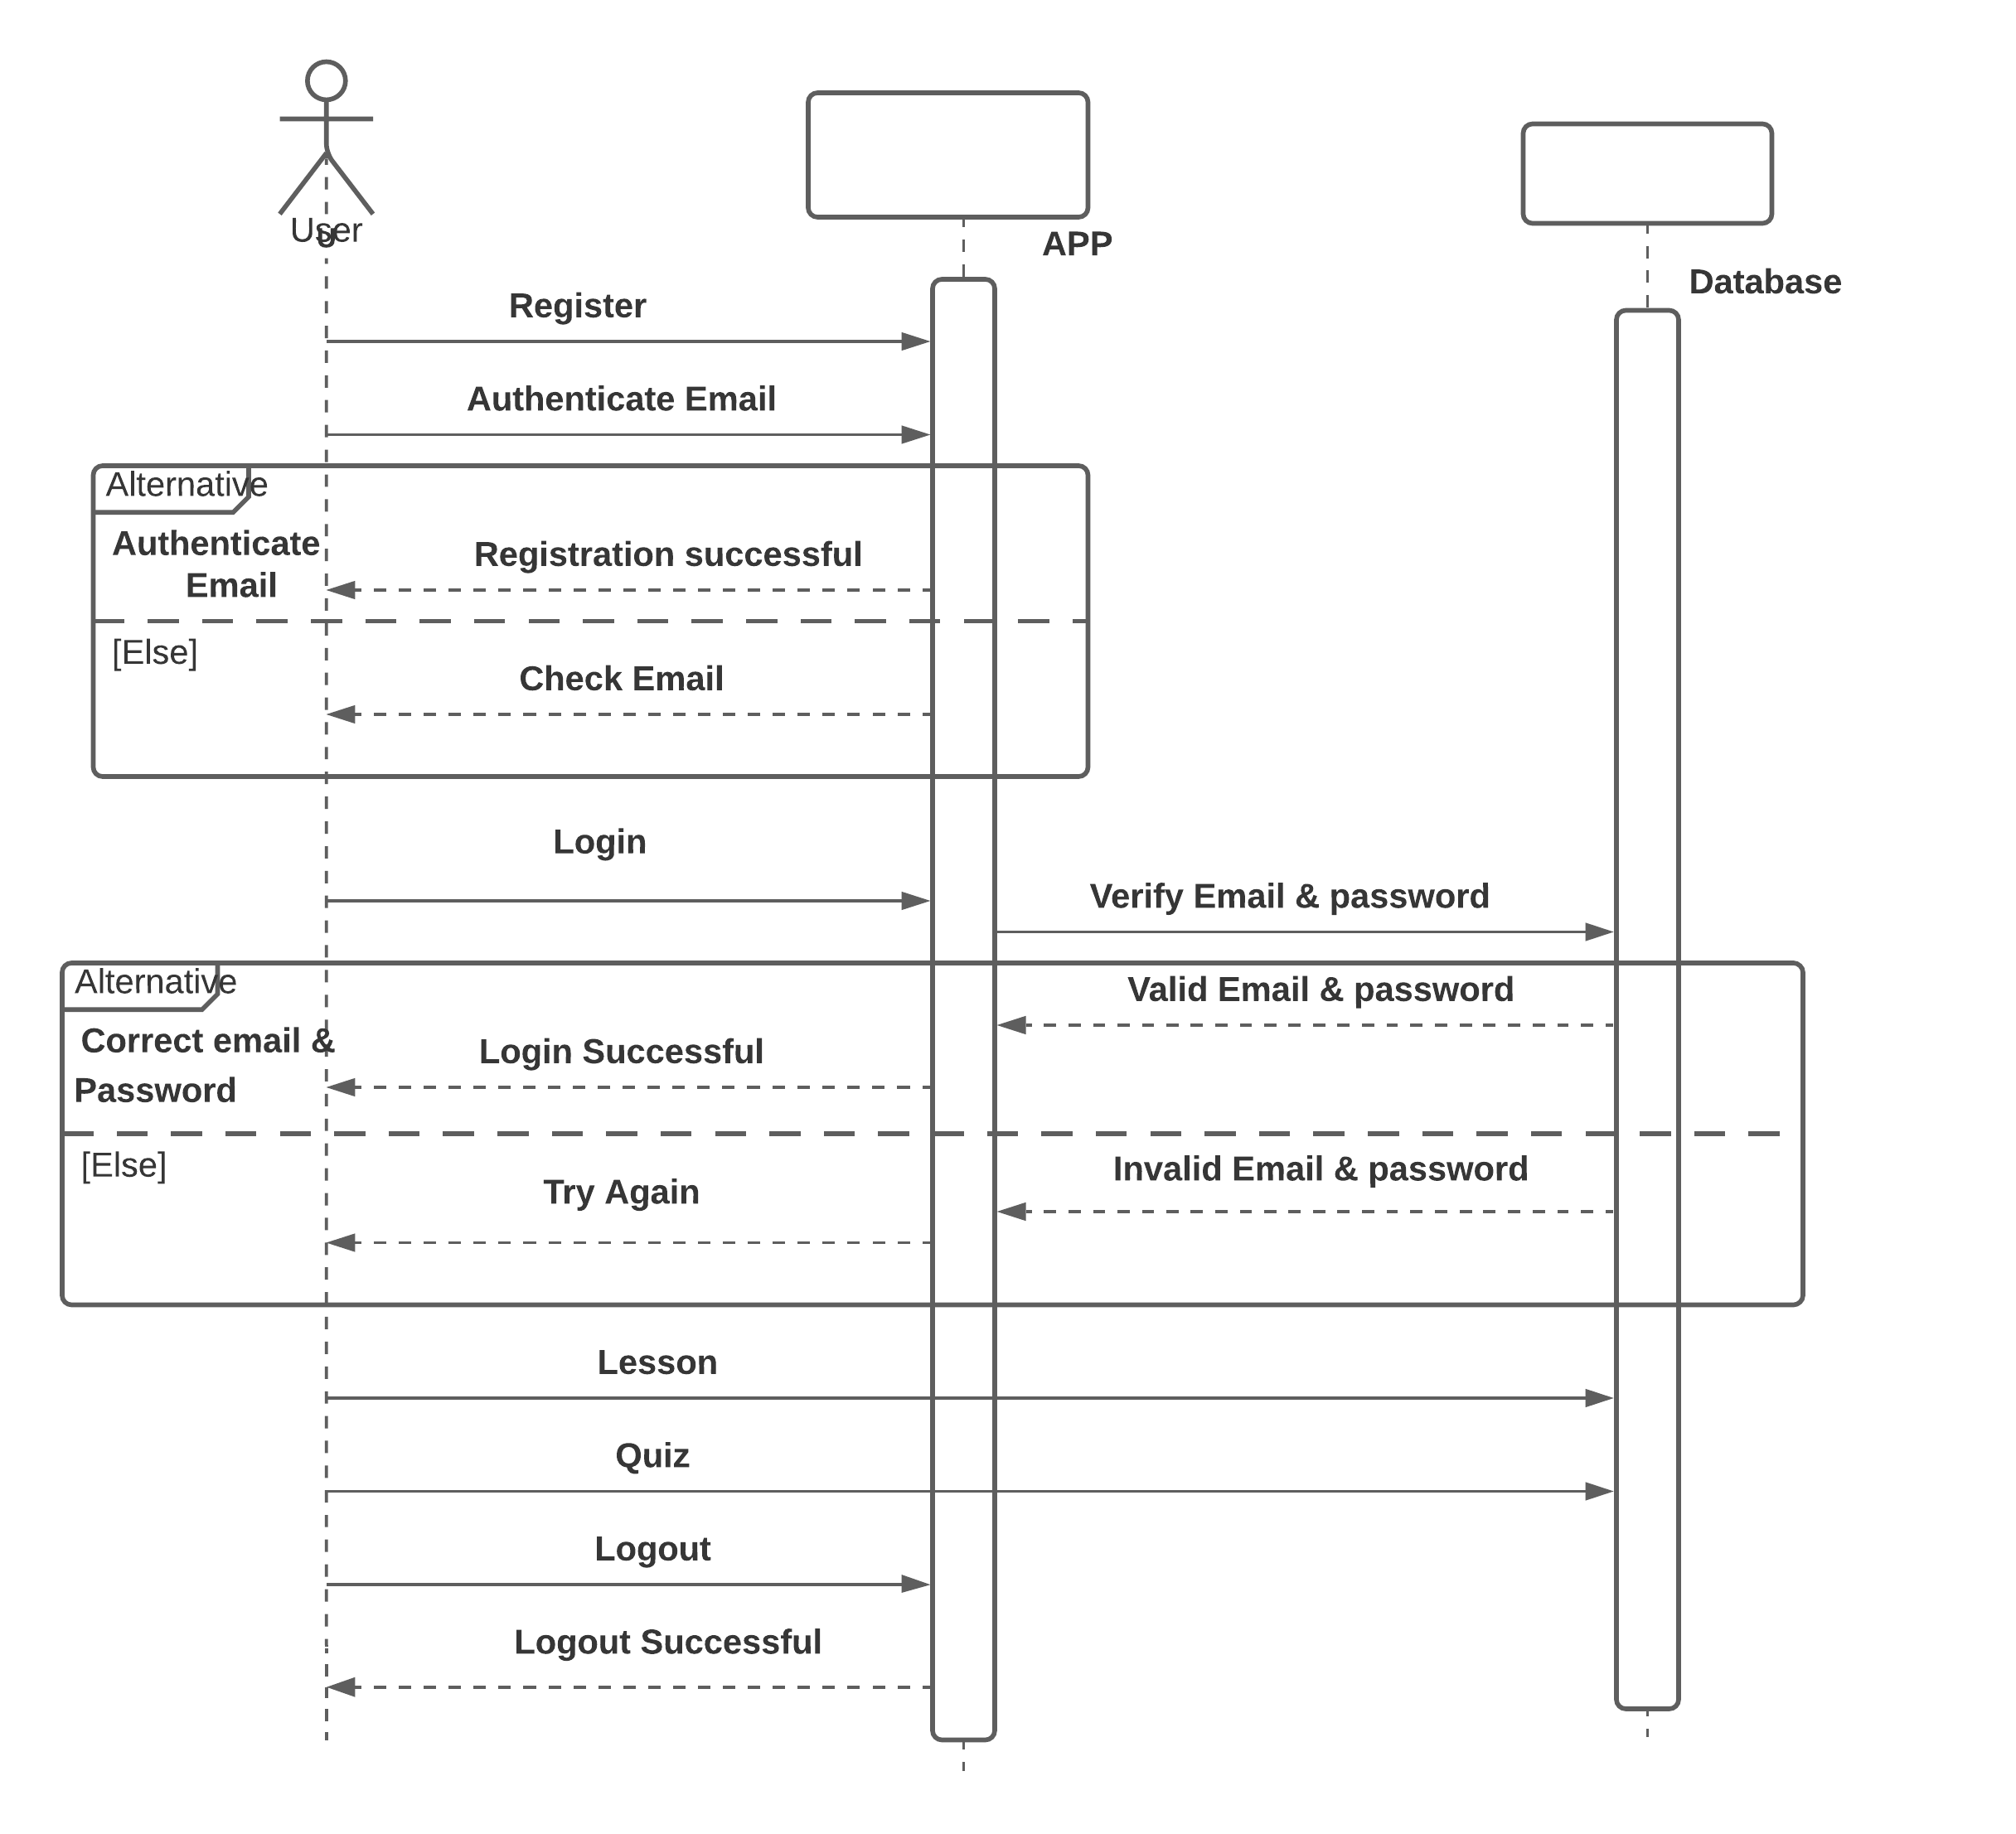 User
APP
Database
Register
Authenticate Email
Alternative
Authenticate
Email
Registration successful
[Else]
Check Email
Login
Verify Email & password
Alternative
Valid Email & password
Correct email &
Password
Login Successful
[Else]
Invalid Email & password
Try Again
Lesson
Quiz
Logout
Logout Successful